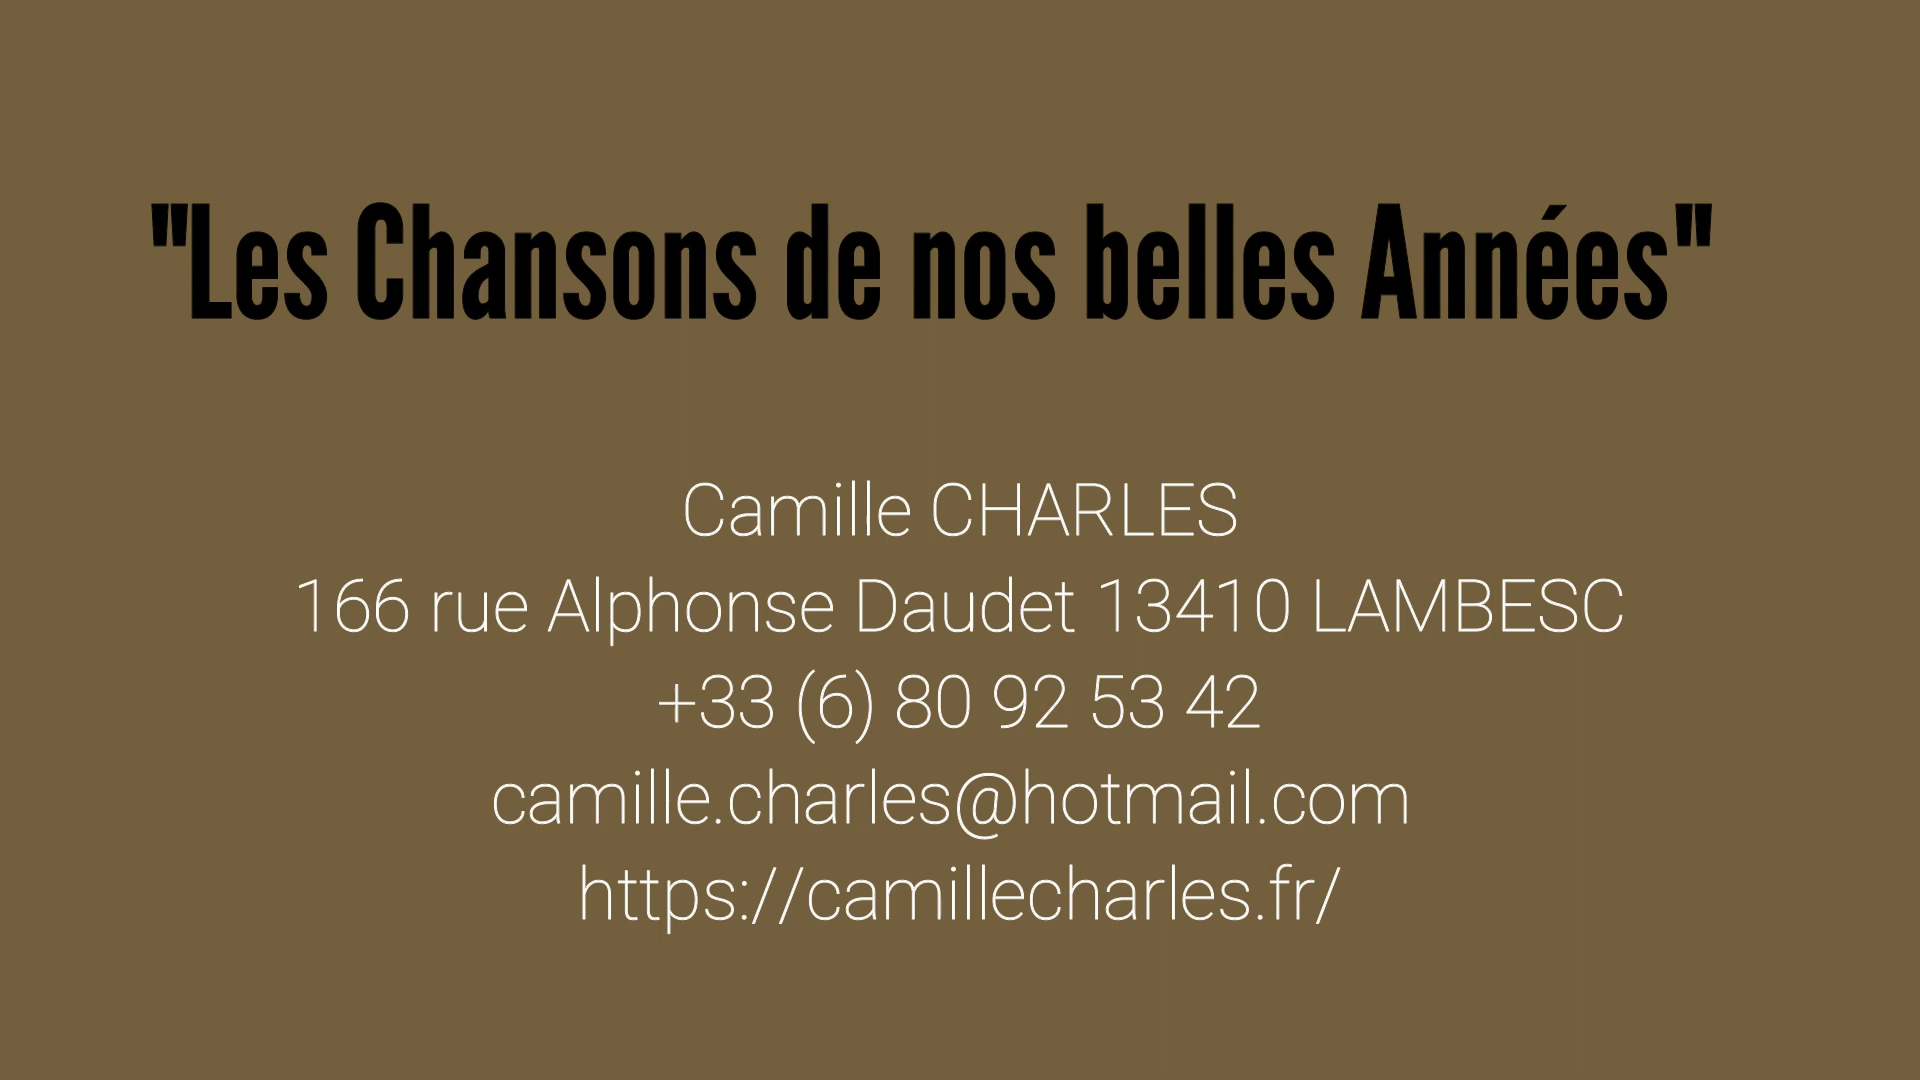 "Les Chansons de nos belles Années"
Camille CHARLES
166 rue Alphonse Daudet 13410 LAMBESC
+33 (6) 80 92 53 42
camille.charles@hotmail.com
https://camillecharles.fr/